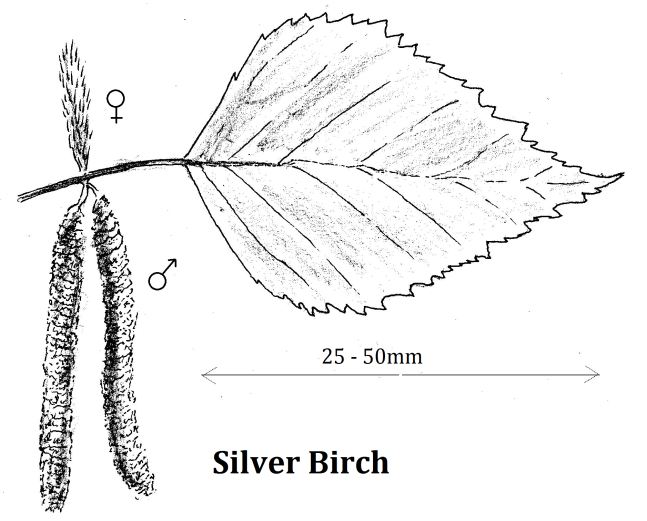 ♀
♂
25 - 50mm
Silver Birch